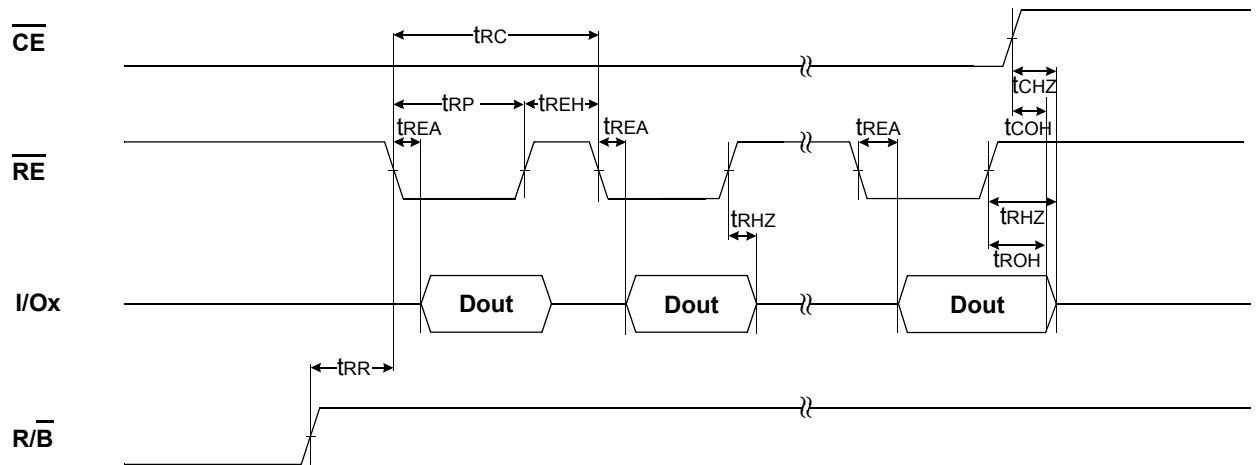 CE
tRC
tCHZ
tRP
tREH
tREA
tREA
tREA
tCOH
RE
tRHZ
tRHZ
tROH
I/Ox
Dout
Dout
Dout
tRR
R/B